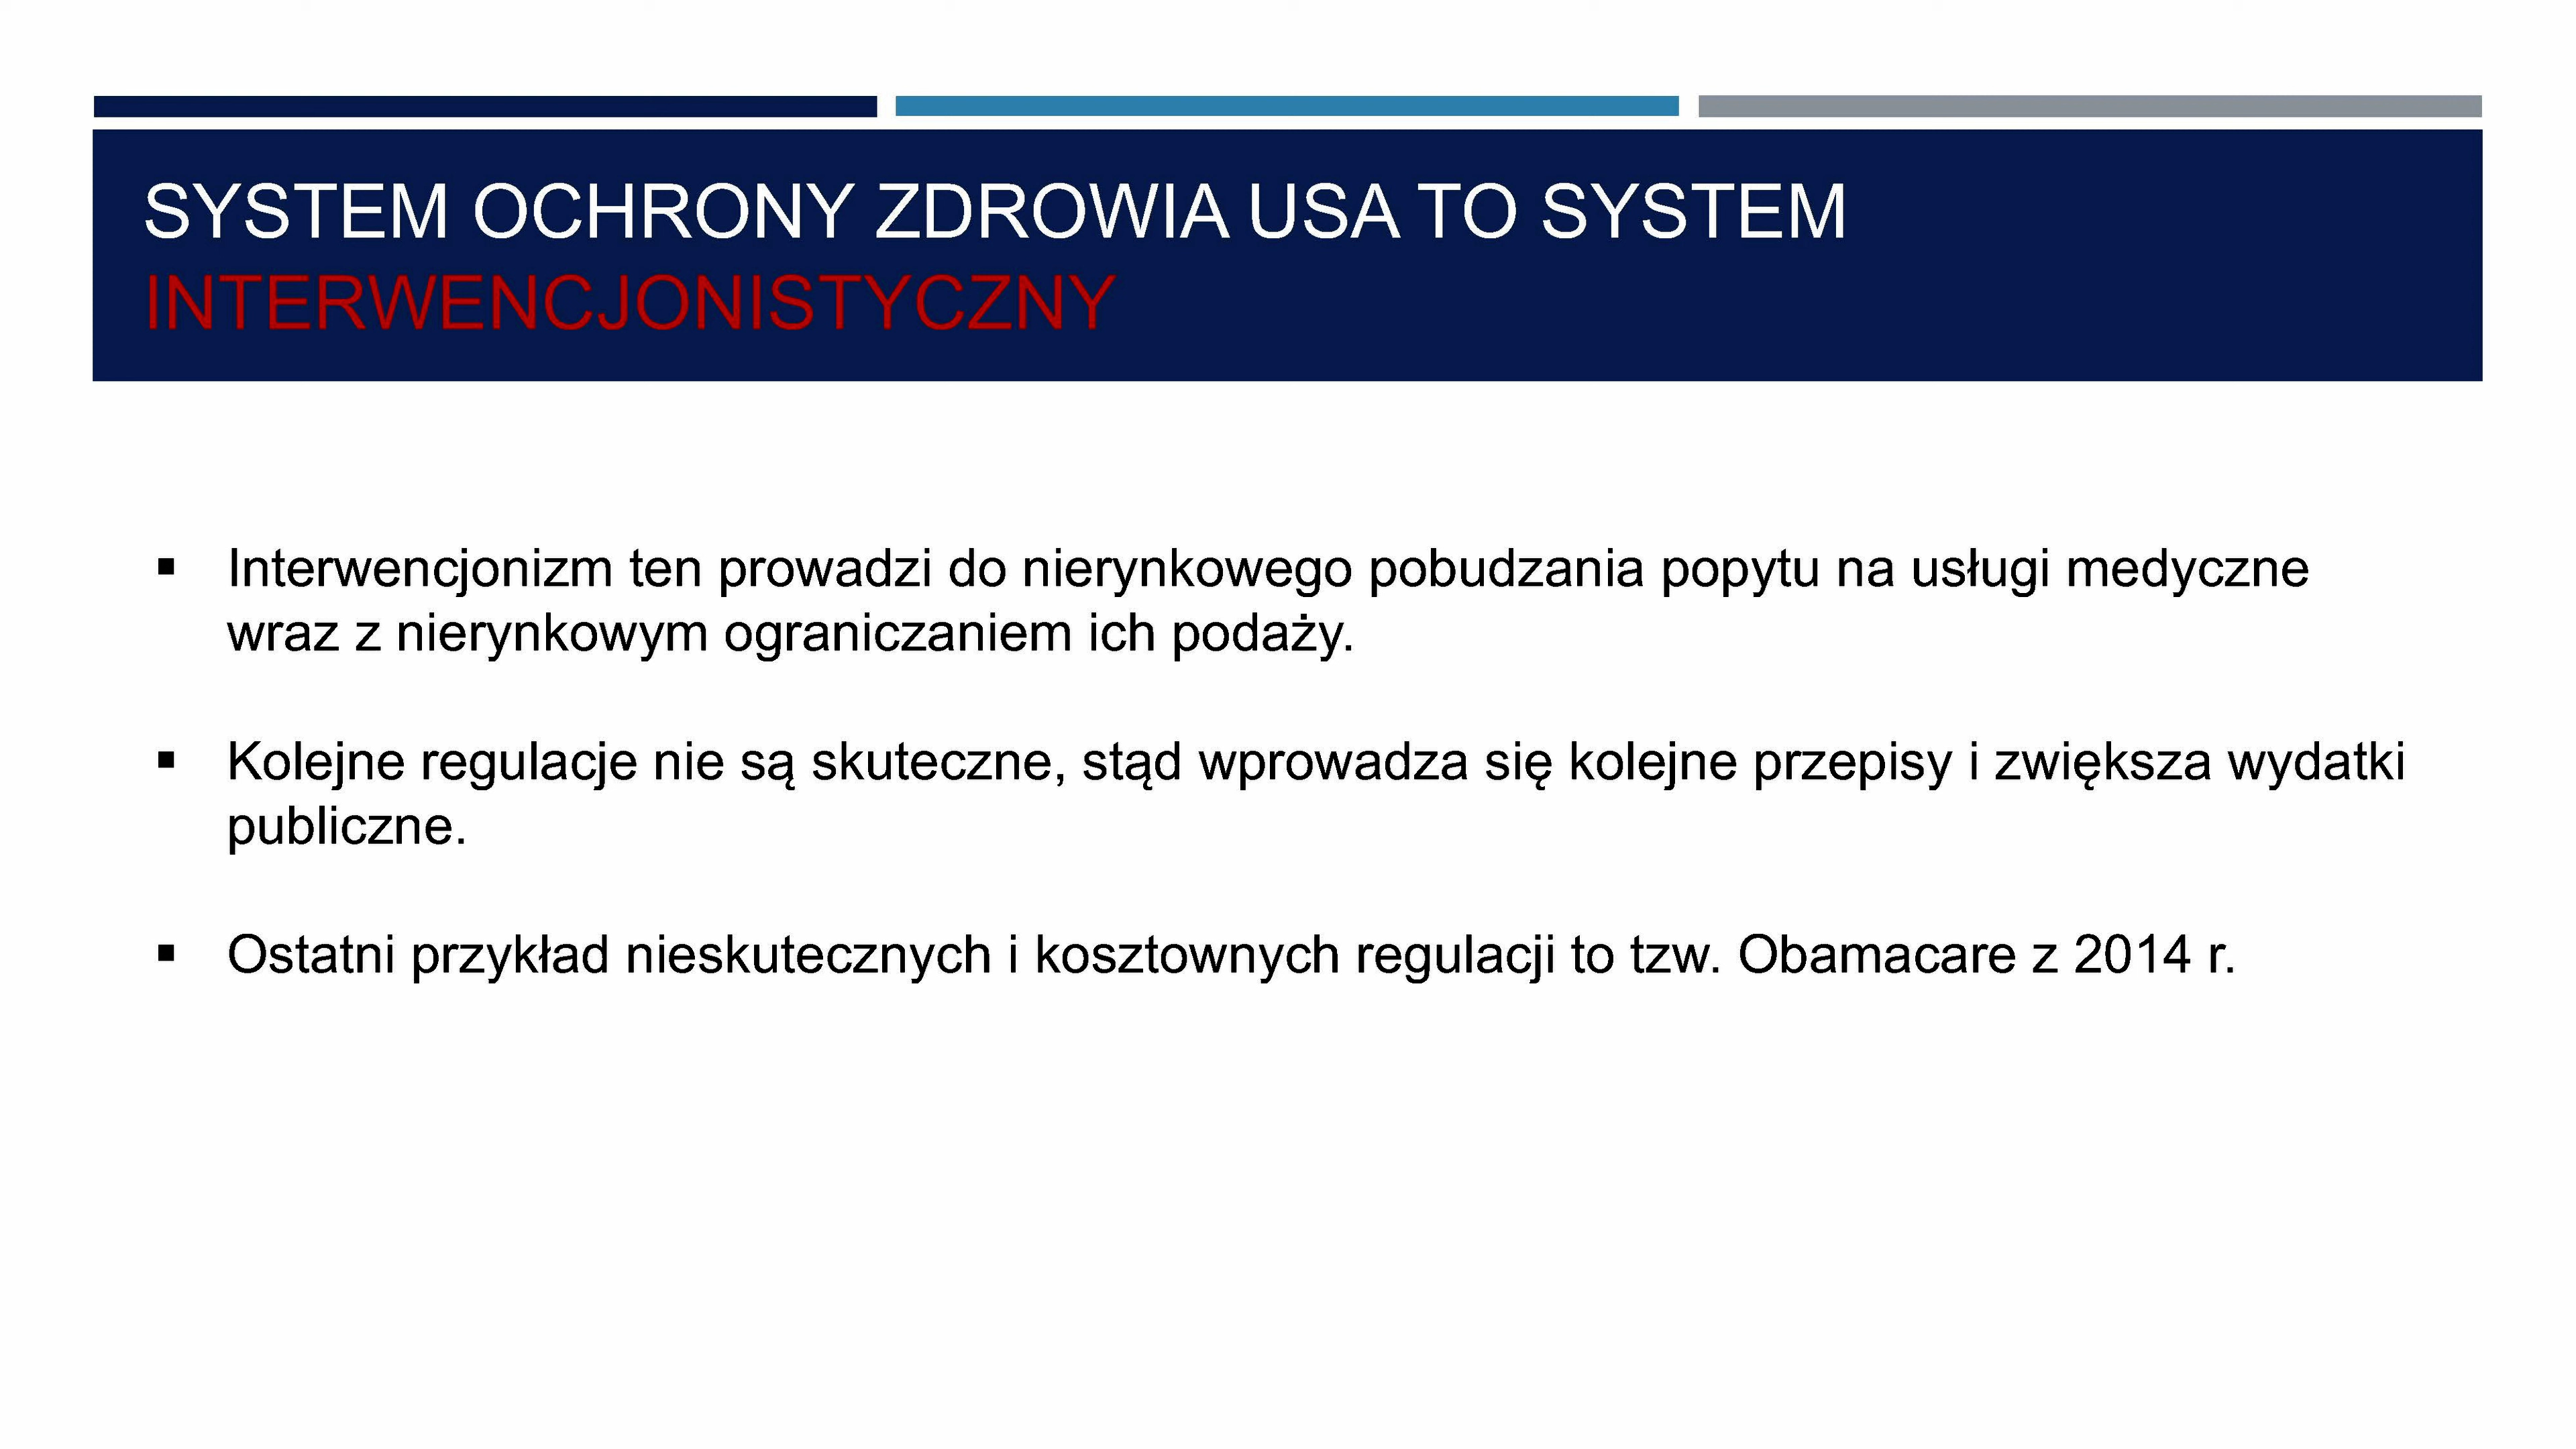 SYSTEM OCHRONY ZDROWIA USA TO SYSTEM
INTERWENCJONISTYCZNY
▪ Interwencjonizm ten prowadzi do nierynkowego pobudzania popytu na usługi medyczne
wraz z nierynkowym ograniczaniem ich podaży.
▪ Kolejne regulacje nie są skuteczne, stąd wprowadza się kolejne przepisy i zwiększa wydatki
publiczne.
▪ Ostatni przykład nieskutecznych i kosztownych regulacji to tzw. Obamacare z 2014 r.